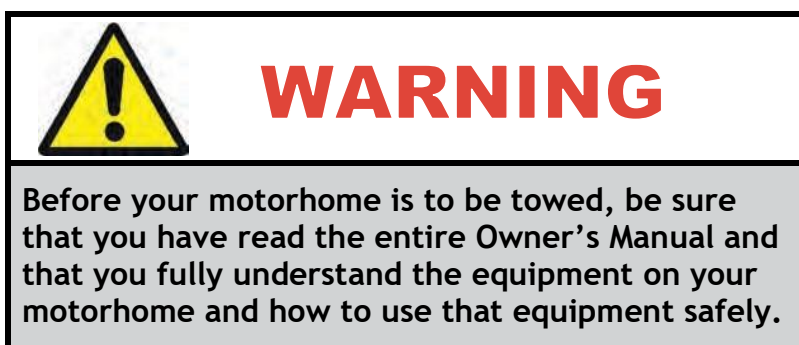 WARNING
Before your motorhome is to be towed, be sure
that you have read the entire Owner’s Manual and
that you fully understand the equipment on your
motorhome and how to use that equipment safely.